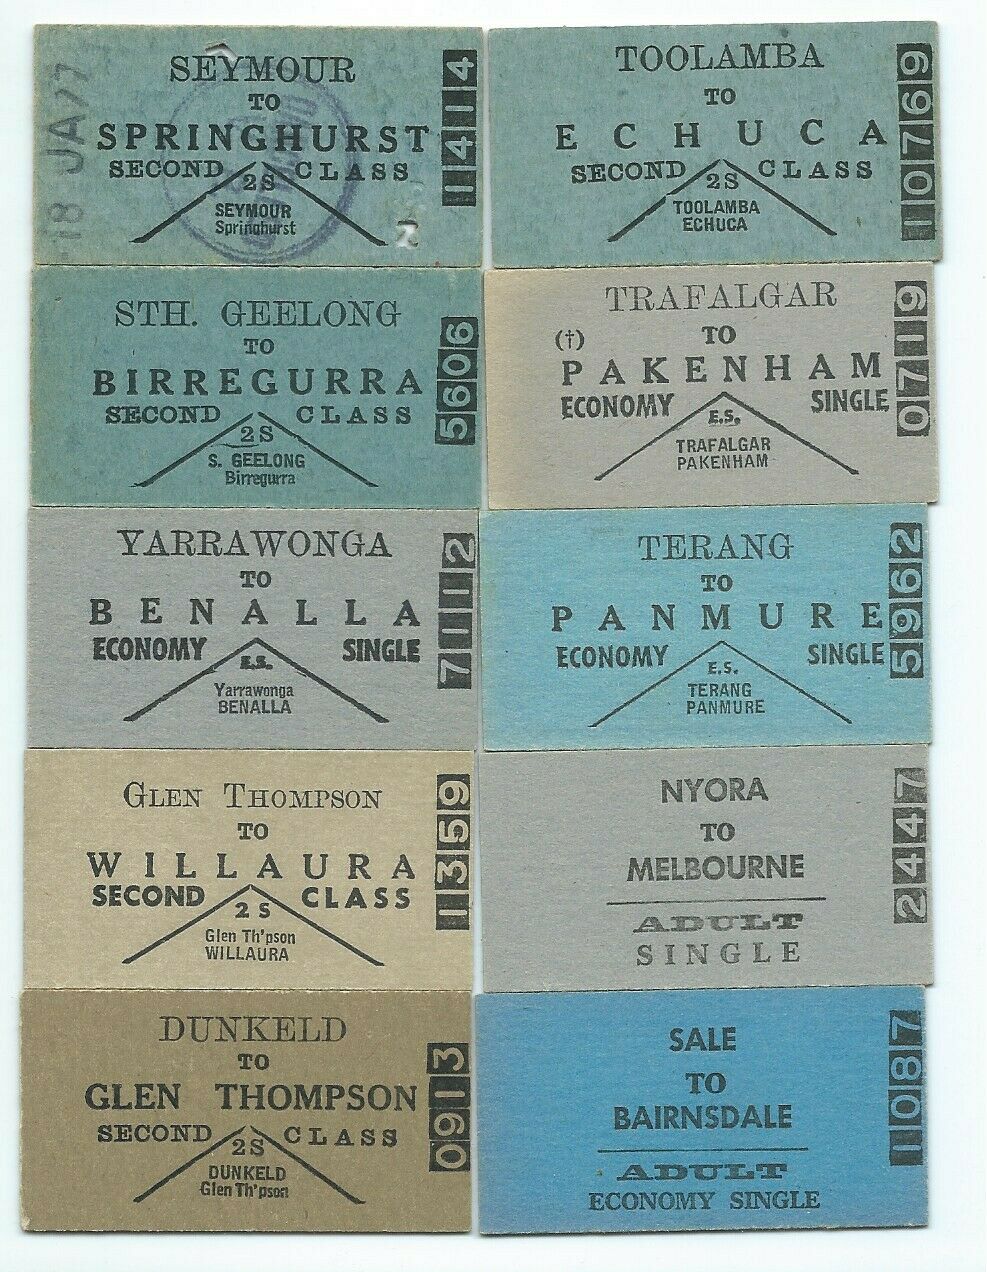 SEYMOUR
TO
SPRINGHURST
SECOND CLASS
2S
SEYMOUR
Springhurst
11414
18 JA77
TOOLAMBA
TO
ECHUCA
SECOND CLASS
2S
TOOLAMBA
ECHUCA
10769
STH. GEELONG
TO
BIRREGURRA
SECOND CLASS
2S
S. GEELONG
Birregurra
5606
TRAFALGAR
TO
(†)
PAKENHAM
ECONOMY SINGLE
E.S.
TRAFALGAR
PAKENHAM
0719
YARRAWONGA
TO
BENALLA
ECONOMY SINGLE
E.S.
Yarrawonga
BENALLA
7112
TERANG
TO
PANMURE
ECONOMY SINGLE
E.S.
TERANG
PANMURE
5962
GLEN THOMPSON
TO
WILLAURA
SECOND CLASS
2 S
Glen Th'pson
WILLAURA
1359
NYORA
TO
MELBOURNE
ADULT
SINGLE
2447
DUNKELD
TO
GLEN THOMPSON
SECOND CLASS
2S
DUNKELD
Glen Th'pson
0913
SALE
TO
BAIRNSDALE
ADULT
ECONOMY SINGLE
1087